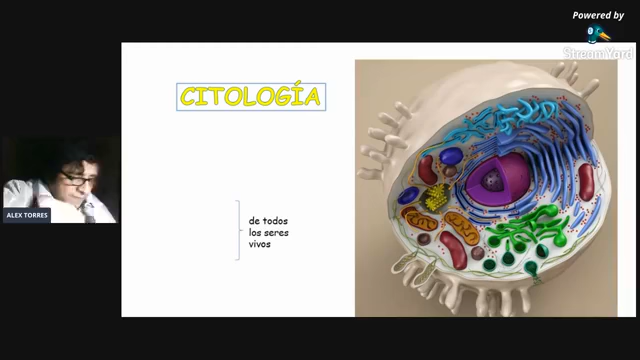 Powered by
StreamYard
CITOLOGÍA
ALEX TORRES
de todos
los seres
vivos